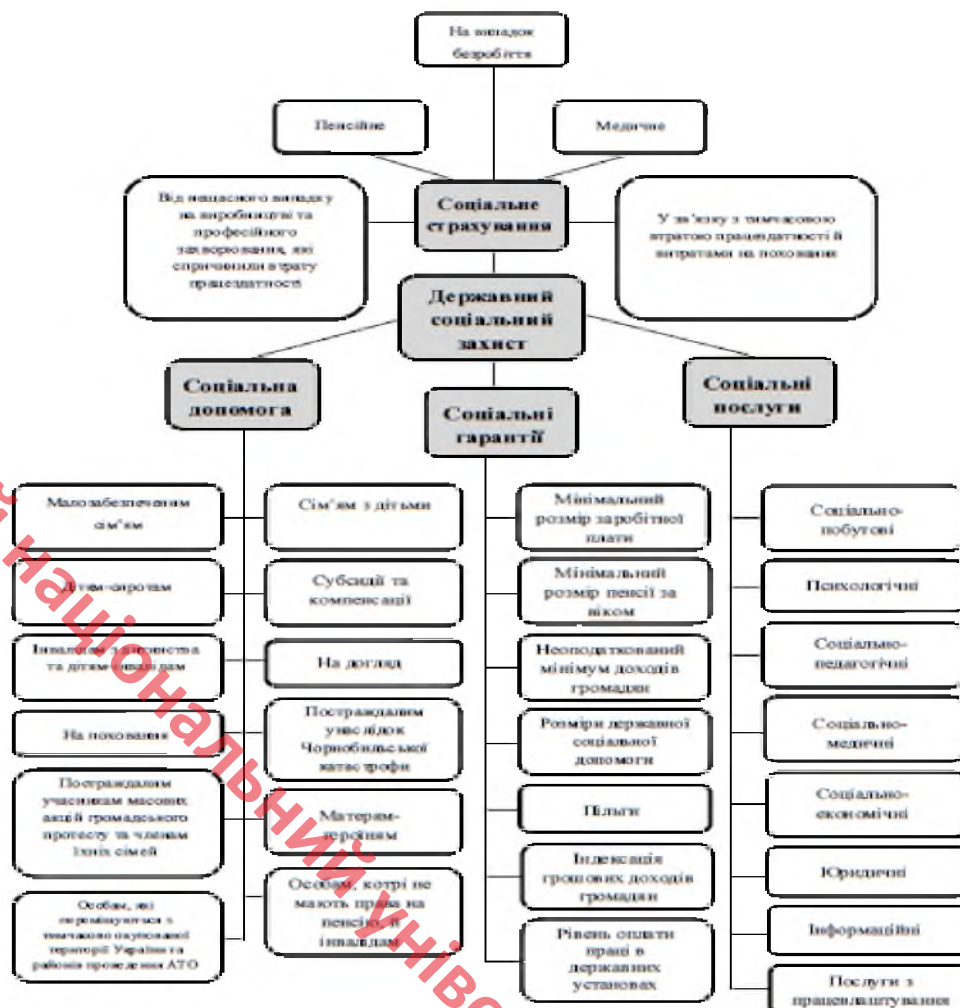 На випадок
безробіття
Пенсійне
Медичне
Від нещасного випадку
на виробництві та
професійного
захворювання, які
спричинили втрату
працездатності
Соціальне
страхування
У зв'язку з тимчасовою
втратою працездатності й
витратами на поховання
Державний
соціальний
захист
Соціальна
допомога
Соціальні
гарантії
Соціальні
послуги
Малозабезпеченим
сім'ям
Сім'ям з дітьми
Дітям-сиротам
Субсидії та
компенсації
Інвалідам з дитинства
та дітям-інвалідам
На догляд
На поховання
Постраждалим
унаслідок
Чорнобильської
катастрофи
Постраждалим
учасникам масових
акцій громадського
протесту та членам
їхніх сімей
Матерям-
героїням
Особам, які
переміщуються з
тимчасово окупованої
території України та
районів проведення АТО
Особам, котрі не
мають права на
пенсію, й
інвалідам
Мінімальний
розмір заробітної
плати
Мінімальний
розмір пенсії за
віком
Неоподаткований
мінімум доходів
громадян
Розміри державної
соціальної
допомоги
Пільги
Індексація
грошових доходів
громадян
Рівень оплати
праці в
державних
установах
Соціально-
побутові
Психологічні
Соціально-
педагогічні
Соціально-
медичні
Соціально-
економічні
Юридичні
Інформаційні
Послуги з
працевлаштування
й національний уніве